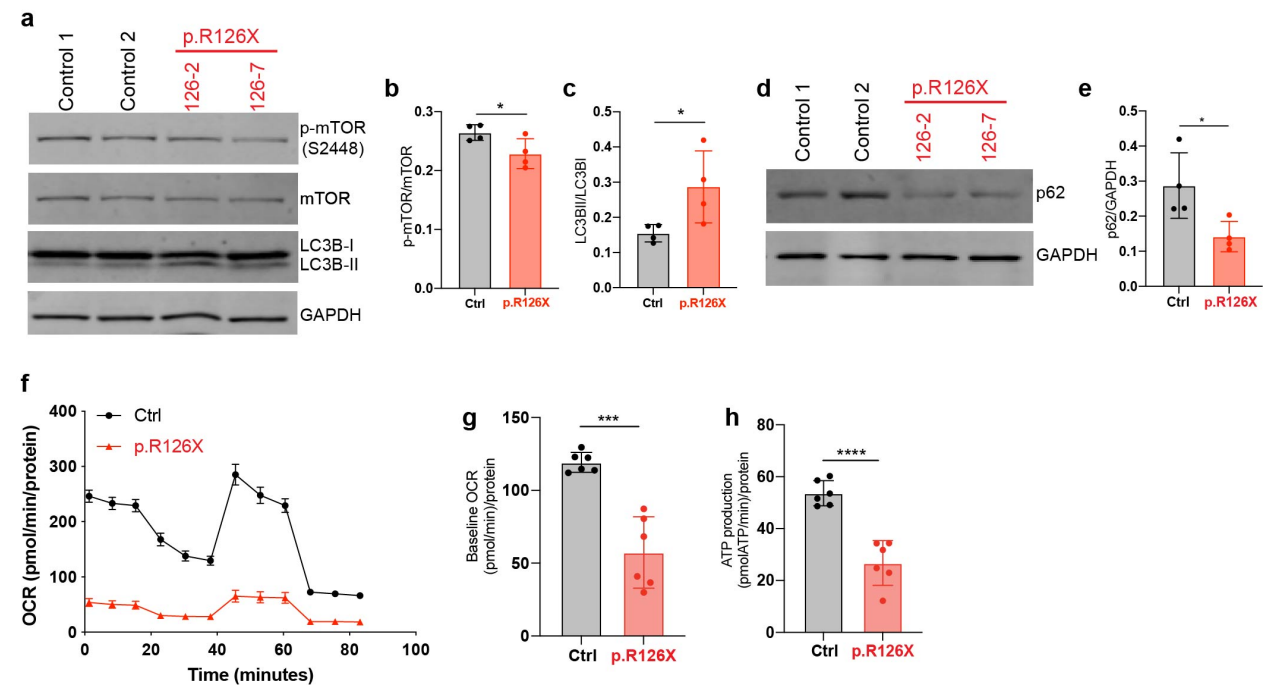 a
Control 1
Control 2
p.R126X
126-2
126-7
p-mTOR
(S2448)
mTOR
LC3B-I
LC3B-II
GAPDH
b
*
0.3
0.2
0.1
0.0
p-mTOR/mTOR
Ctrl
p.R126X
c
*
0.5
0.4
0.3
0.2
0.1
0.0
LC3BII/LC3BI
Ctrl
p.R126X
d
Control 1
Control 2
p.R126X
126-2
126-7
p62
GAPDH
e
*
0.5
0.4
0.3
0.2
0.1
0.0
p62/GAPDH
Ctrl
p.R126X
f
Ctrl
p.R126X
400
300
200
100
0
OCR (pmol/min/protein)
0 20 40 60 80 100
Time (minutes)
g
***
150
100
50
0
Baseline OCR
(pmol/min)/protein
Ctrl
p.R126X
h
****
80
60
40
20
0
ATP production
(pmolATP/min)/protein
Ctrl
p.R126X